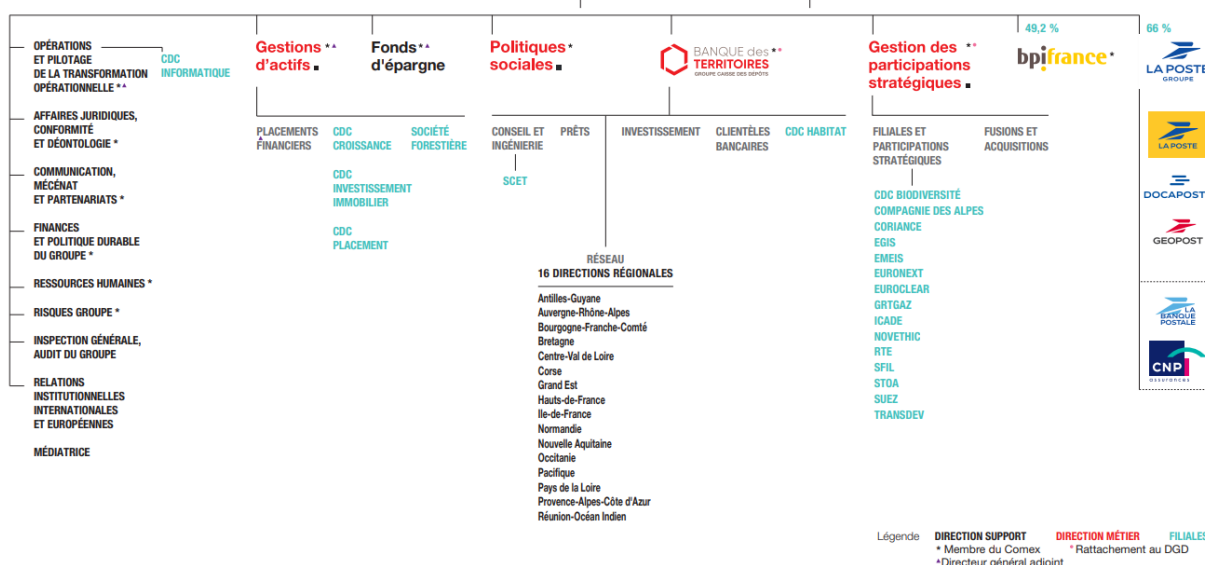 OPÉRATIONS
ET PILOTAGE
DE LA TRANSFORMATION
OPÉRATIONNELLE *▲
CDC
INFORMATIQUE
AFFAIRES JURIDIQUES,
CONFORMITÉ
ET DÉONTOLOGIE *
COMMUNICATION,
MÉCÉNAT
ET PARTENARIATS *
FINANCES
ET POLITIQUE DURABLE
DU GROUPE *
RESSOURCES HUMAINES *
RISQUES GROUPE *
INSPECTION GÉNÉRALE,
AUDIT DU GROUPE
RELATIONS
INSTITUTIONNELLES
INTERNATIONALES
ET EUROPÉENNES
MÉDIATRICE
Gestions *▲
d'actifs ■
PLACEMENTS
▲
FINANCIERS
CDC
CROISSANCE
CDC
INVESTISSEMENT
IMMOBILIER
CDC
PLACEMENT
SOCIÉTÉ
FORESTIÈRE
Fonds *▲
d'épargne
Politiques *
sociales ■
BANQUE des **
TERRITOIRES
GROUPE CAISSE DES DÉPÔTS
CONSEIL ET
INGÉNIERIE
SCET
PRÊTS
INVESTISSEMENT
CLIENTÈLES
BANCAIRES
CDC HABITAT
RÉSEAU
16 DIRECTIONS RÉGIONALES
Antilles-Guyane
Auvergne-Rhône-Alpes
Bourgogne-Franche-Comté
Bretagne
Centre-Val de Loire
Corse
Grand Est
Hauts-de-France
Ile-de-France
Normandie
Nouvelle Aquitaine
Occitanie
Pacifique
Pays de la Loire
Provence-Alpes-Côte d'Azur
Réunion-Océan Indien
Gestion des **
participations
stratégiques ■
FILIALES ET
PARTICIPATIONS
STRATÉGIQUES
CDC BIODIVERSITÉ
COMPAGNIE DES ALPES
CORIANCE
EGIS
EMEIS
EURONEXT
EUROCLEAR
GRTGAZ
ICADE
NOVETHIC
RTE
SFIL
STOA
SUEZ
TRANSDEV
FUSIONS ET
ACQUISITIONS
49,2 %
bpifrance *
66 %
LA POSTE
GROUPE
LA POSTE
DOCAPOST
GEOPOST
LA
BANQUE
POSTALE
CNP
assurances
Légende DIRECTION SUPPORT DIRECTION MÉTIER FILIALES
* Membre du Comex * Rattachement au DGD
▲Directeur général adjoint